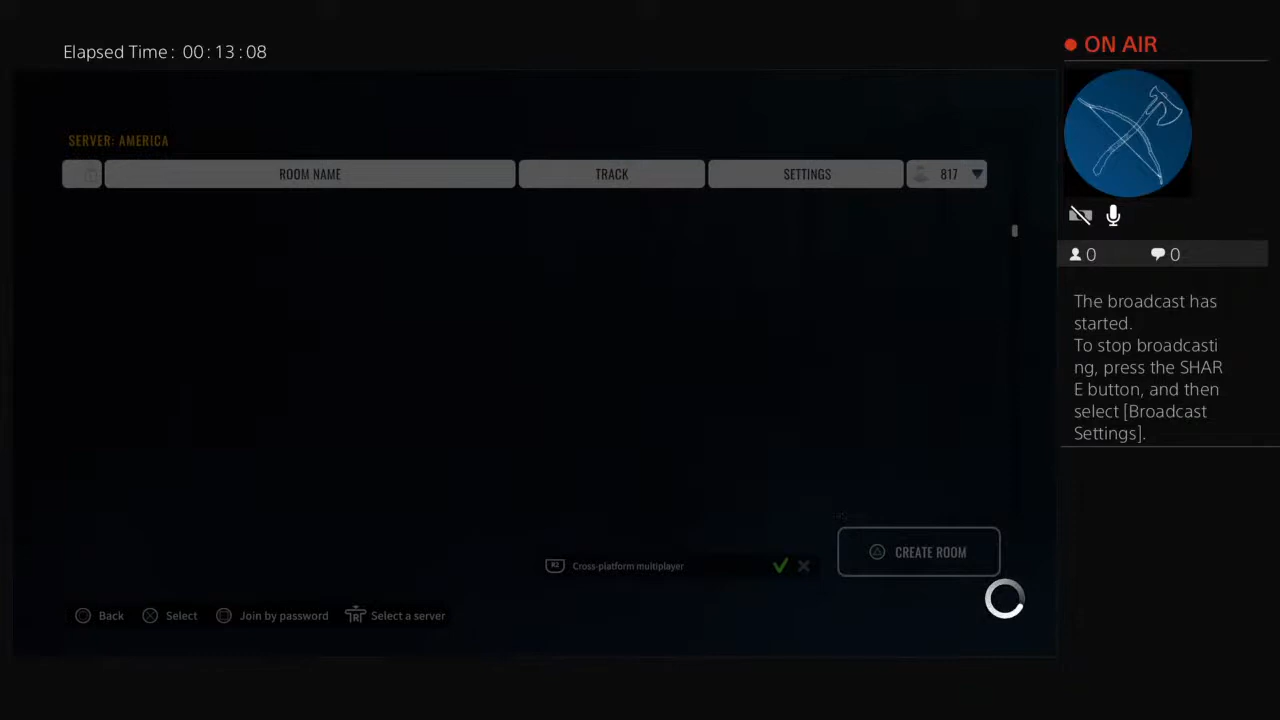 Elapsed Time: 00:13:08
ON AIR
SERVER: AMERICA
ROOM NAME
TRACK
SETTINGS
817
0
0
The broadcast has
started.
To stop broadcasti
ng, press the SHAR
E button, and then
select [Broadcast
Settings].
CREATE ROOM
R2
Cross-platform multiplayer
Back
Select
Join by password
R
Select a server